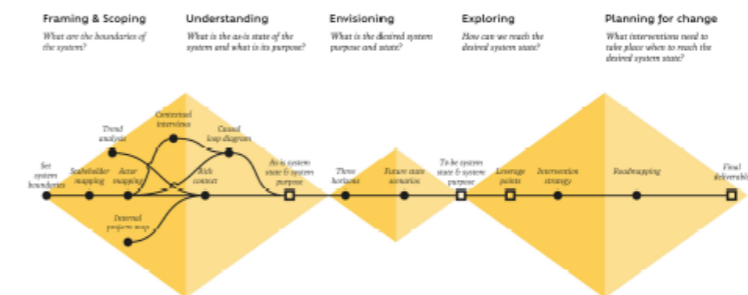 Framing & Scoping
What are the boundaries of
the system?
Understanding
What is the as-is state of the
system and what is its purpose?
Envisioning
What is the desired system
purpose and state?
Exploring
How can we reach the
desired system state?
Planning for change
What interventions need to
take place when to reach the
desired system state?
Set
system
boundaries
Stakeholder
mapping
Trend
analysis
Actor
mapping
Internal
Contextual
interviews
Causal
loop diagram
Rich
context
As-is system
state & system
purpose
Three
horizons
Future state
scenarios
To-be system
state & system
purpose
Leverage
points
Intervention
strategy
Roadmapping
Final
deliverable